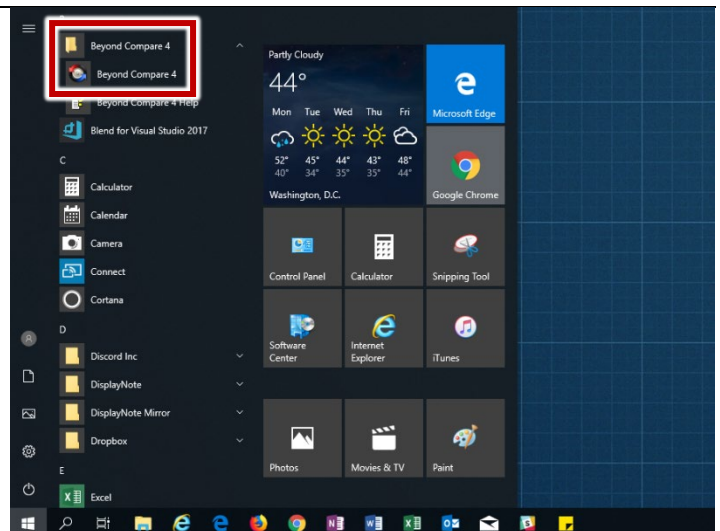 Beyond Compare 4
Beyond Compare 4
Beyond Compare 4 Help
Blend for Visual Studio 2017
C
Calculator
Calendar
Camera
Connect
Cortana
D
Discord Inc
DisplayNote
DisplayNote Mirror
Dropbox
E
Excel
Partly Cloudy
44°
Mon Tue Wed Thu Fri
52° 45° 44° 43° 48°
40° 34° 35° 35° 44°
Washington, D.C.
Microsoft Edge
Google Chrome
Control Panel
Calculator
Snipping Tool
Software
Center
Internet
Explorer
iTunes
Photos
Movies & TV
Paint